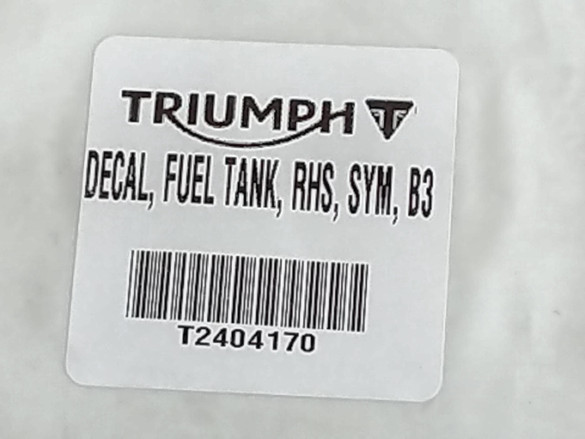 TRIUMPH
DECAL, FUEL TANK, RHS, SYM, B3
T2404170